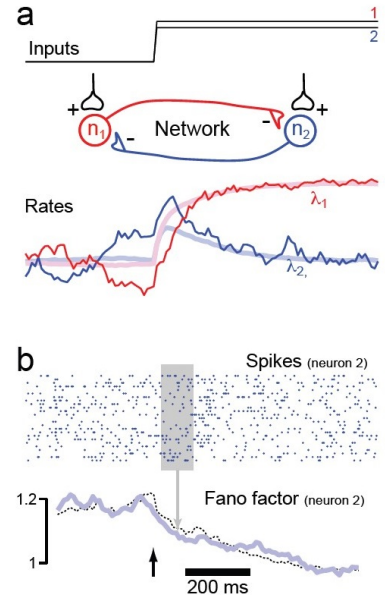 a
1
2
Inputs
+ +
n1 - Network - n2
Rates
λ1
λ2,
b
Spikes (neuron 2)
Fano factor (neuron 2)
1.2
1
200 ms